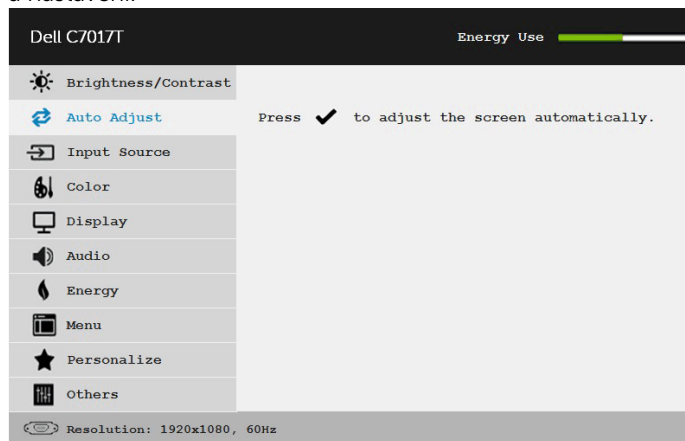 Dell C7017T
Energy Use
Brightness/Contrast
Auto Adjust
Press ✔ to adjust the screen automatically.
Input Source
Color
Display
Audio
Energy
Menu
Personalize
Others
Resolution: 1920x1080, 60Hz